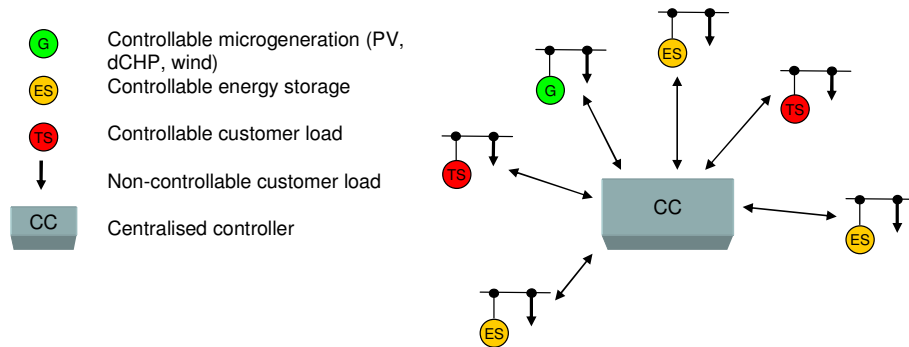 G
Controllable microgeneration (PV,
dCHP, wind)
ES
Controllable energy storage
TS
Controllable customer load
Non-controllable customer load
CC
Centralised controller
ES
G
TS
TS
CC
ES
ES